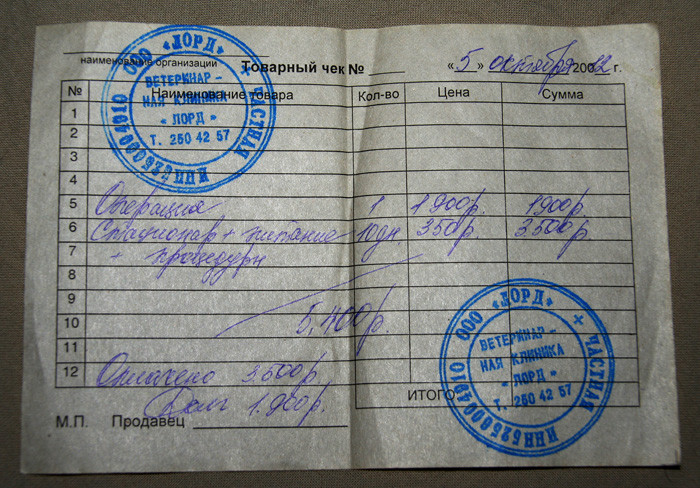 ООО «ЛОРД» + ЧАСТНАЯ
ВЕТЕРИНАР-
НАЯ КЛИНИКА
« ЛОРД »
Т. 250 42 57
наименование организации
Товарный чек № «5» октября 20012 г.
№ Наименование товара Кол-во Цена Сумма
1
2
3
4
5 Операция 1 1900р. 1900р.
6 Стационар + питание 10дн. 350р. 3500р.
7 + процедуры
8
9
10 5,400р
11
12 Оплачено 3.500р.
Долг 1.900р.
ИТОГО
М.П. Продавец
ООО «ЛОРД» + ЧАСТНАЯ
ВЕТЕРИНАР-
НАЯ КЛИНИКА
« ЛОРД »
Т. 250 42 57